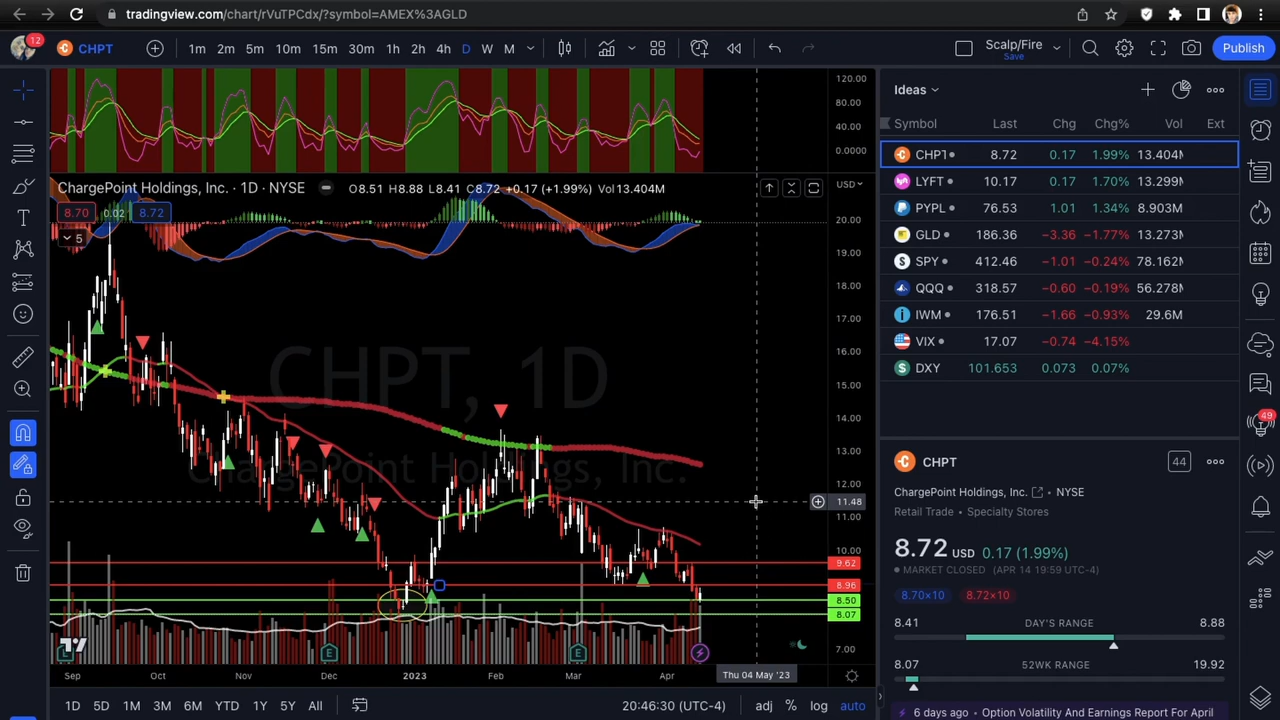 tradingview.com/chart/rVuTPCdx/?symbol=AMEX%3AGLD
12 CHPT 1m 2m 5m 10m 15m 30m 1h 2h 4h D W M Scalp/Fire Save Publish
120.00
80.00
40.00
0.0000
ChargePoint Holdings, Inc. · 1D · NYSE O8.51 H8.88 L8.41 C8.72 +0.17 (+1.99%) Vol13.404M USD
8.70 0.02 8.72
5
20.00
19.00
18.00
17.00
16.00
15.00
14.00
13.00
12.00
11.48
11.00
10.00
9.62
8.96
8.50
8.07
7.00
CHPT, 1D
ChargePoint Holdings, Inc.
E E E
Sep Oct Nov Dec 2023 Feb Mar Apr Thu 04 May '23
1D 5D 1M 3M 6M YTD 1Y 5Y All 20:46:30 (UTC-4) adj % log auto
Ideas
Symbol Last Chg Chg% Vol Ext
CHPT 8.72 0.17 1.99% 13.404M
LYFT 10.17 0.17 1.70% 13.299M
PYPL 76.53 1.01 1.34% 8.903M
GLD 186.36 −3.36 −1.77% 13.273M
SPY 412.46 −1.01 −0.24% 78.162M
QQQ 318.57 −0.60 −0.19% 56.278M
IWM 176.51 −1.66 −0.93% 29.6M
VIX 17.07 −0.74 −4.15%
DXY 101.653 0.073 0.07%
CHPT 44
ChargePoint Holdings, Inc. • NYSE
Retail Trade • Specialty Stores
8.72 USD 0.17 (1.99%)
MARKET CLOSED (APR 14 19:59 UTC-4)
8.70×10 8.72×10
8.41 DAY'S RANGE 8.88
8.07 52WK RANGE 19.92
6 days ago • Option Volatility And Earnings Report For April
49